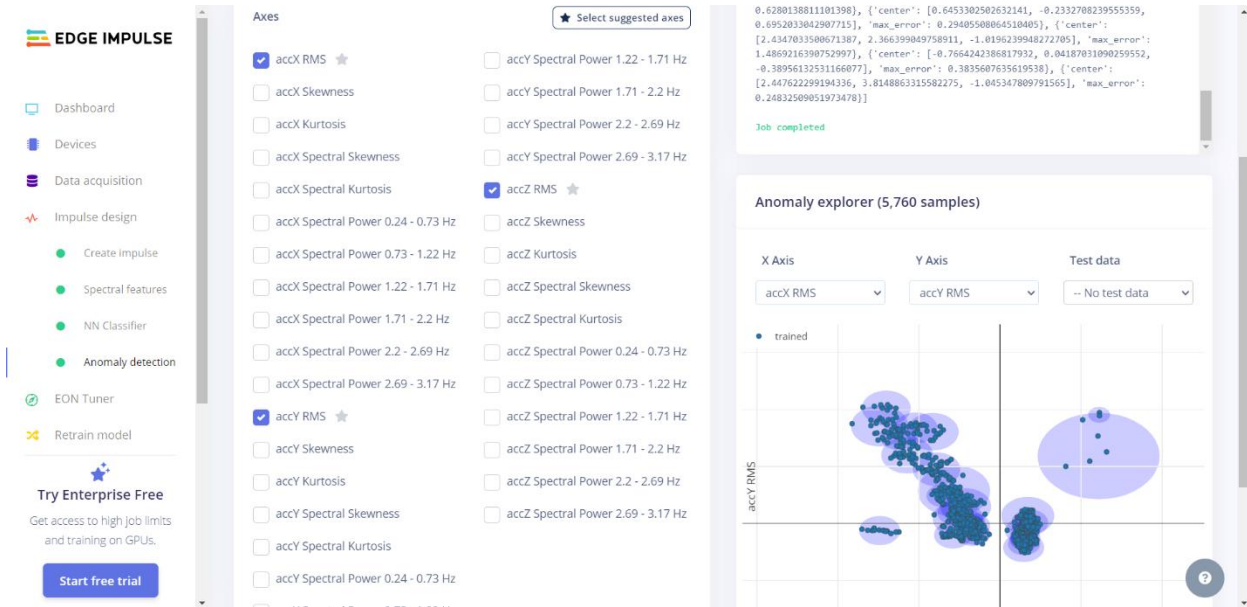 EDGE IMPULSE
Dashboard
Devices
Data acquisition
Impulse design
Create impulse
Spectral features
NN Classifier
Anomaly detection
EON Tuner
Retrain model
Try Enterprise Free
Get access to high job limits
and training on GPUs.
Start free trial
Axes
Select suggested axes
accX RMS
accX Skewness
accX Kurtosis
accX Spectral Skewness
accX Spectral Kurtosis
accX Spectral Power 0.24 - 0.73 Hz
accX Spectral Power 0.73 - 1.22 Hz
accX Spectral Power 1.22 - 1.71 Hz
accX Spectral Power 1.71 - 2.2 Hz
accX Spectral Power 2.2 - 2.69 Hz
accX Spectral Power 2.69 - 3.17 Hz
accY RMS
accY Skewness
accY Kurtosis
accY Spectral Skewness
accY Spectral Kurtosis
accY Spectral Power 0.24 - 0.73 Hz
accY Spectral Power 1.22 - 1.71 Hz
accY Spectral Power 1.71 - 2.2 Hz
accY Spectral Power 2.2 - 2.69 Hz
accY Spectral Power 2.69 - 3.17 Hz
accZ RMS
accZ Skewness
accZ Kurtosis
accZ Spectral Skewness
accZ Spectral Kurtosis
accZ Spectral Power 0.24 - 0.73 Hz
accZ Spectral Power 0.73 - 1.22 Hz
accZ Spectral Power 1.22 - 1.71 Hz
accZ Spectral Power 1.71 - 2.2 Hz
accZ Spectral Power 2.2 - 2.69 Hz
accZ Spectral Power 2.69 - 3.17 Hz
0.6280138811101398}, {'center': [0.6453302502632141, -0.2332708239555359,
0.6952033042907715], 'max_error': 0.29405508064510405}, {'center':
[2.4347033500671387, 2.366399049758911, -1.0196239948272705], 'max_error':
1.4869216390752997}, {'center': [-0.7664242386817932, 0.04187031090259552,
-0.38956132531166077], 'max_error': 0.3835607635619538}, {'center':
[2.447622299194336, 3.8148863315582275, -1.045347809791565], 'max_error':
0.24832509051973478}]
Job completed
Anomaly explorer (5,760 samples)
X Axis
Y Axis
Test data
accX RMS
accY RMS
-- No test data
trained
accY RMS
?